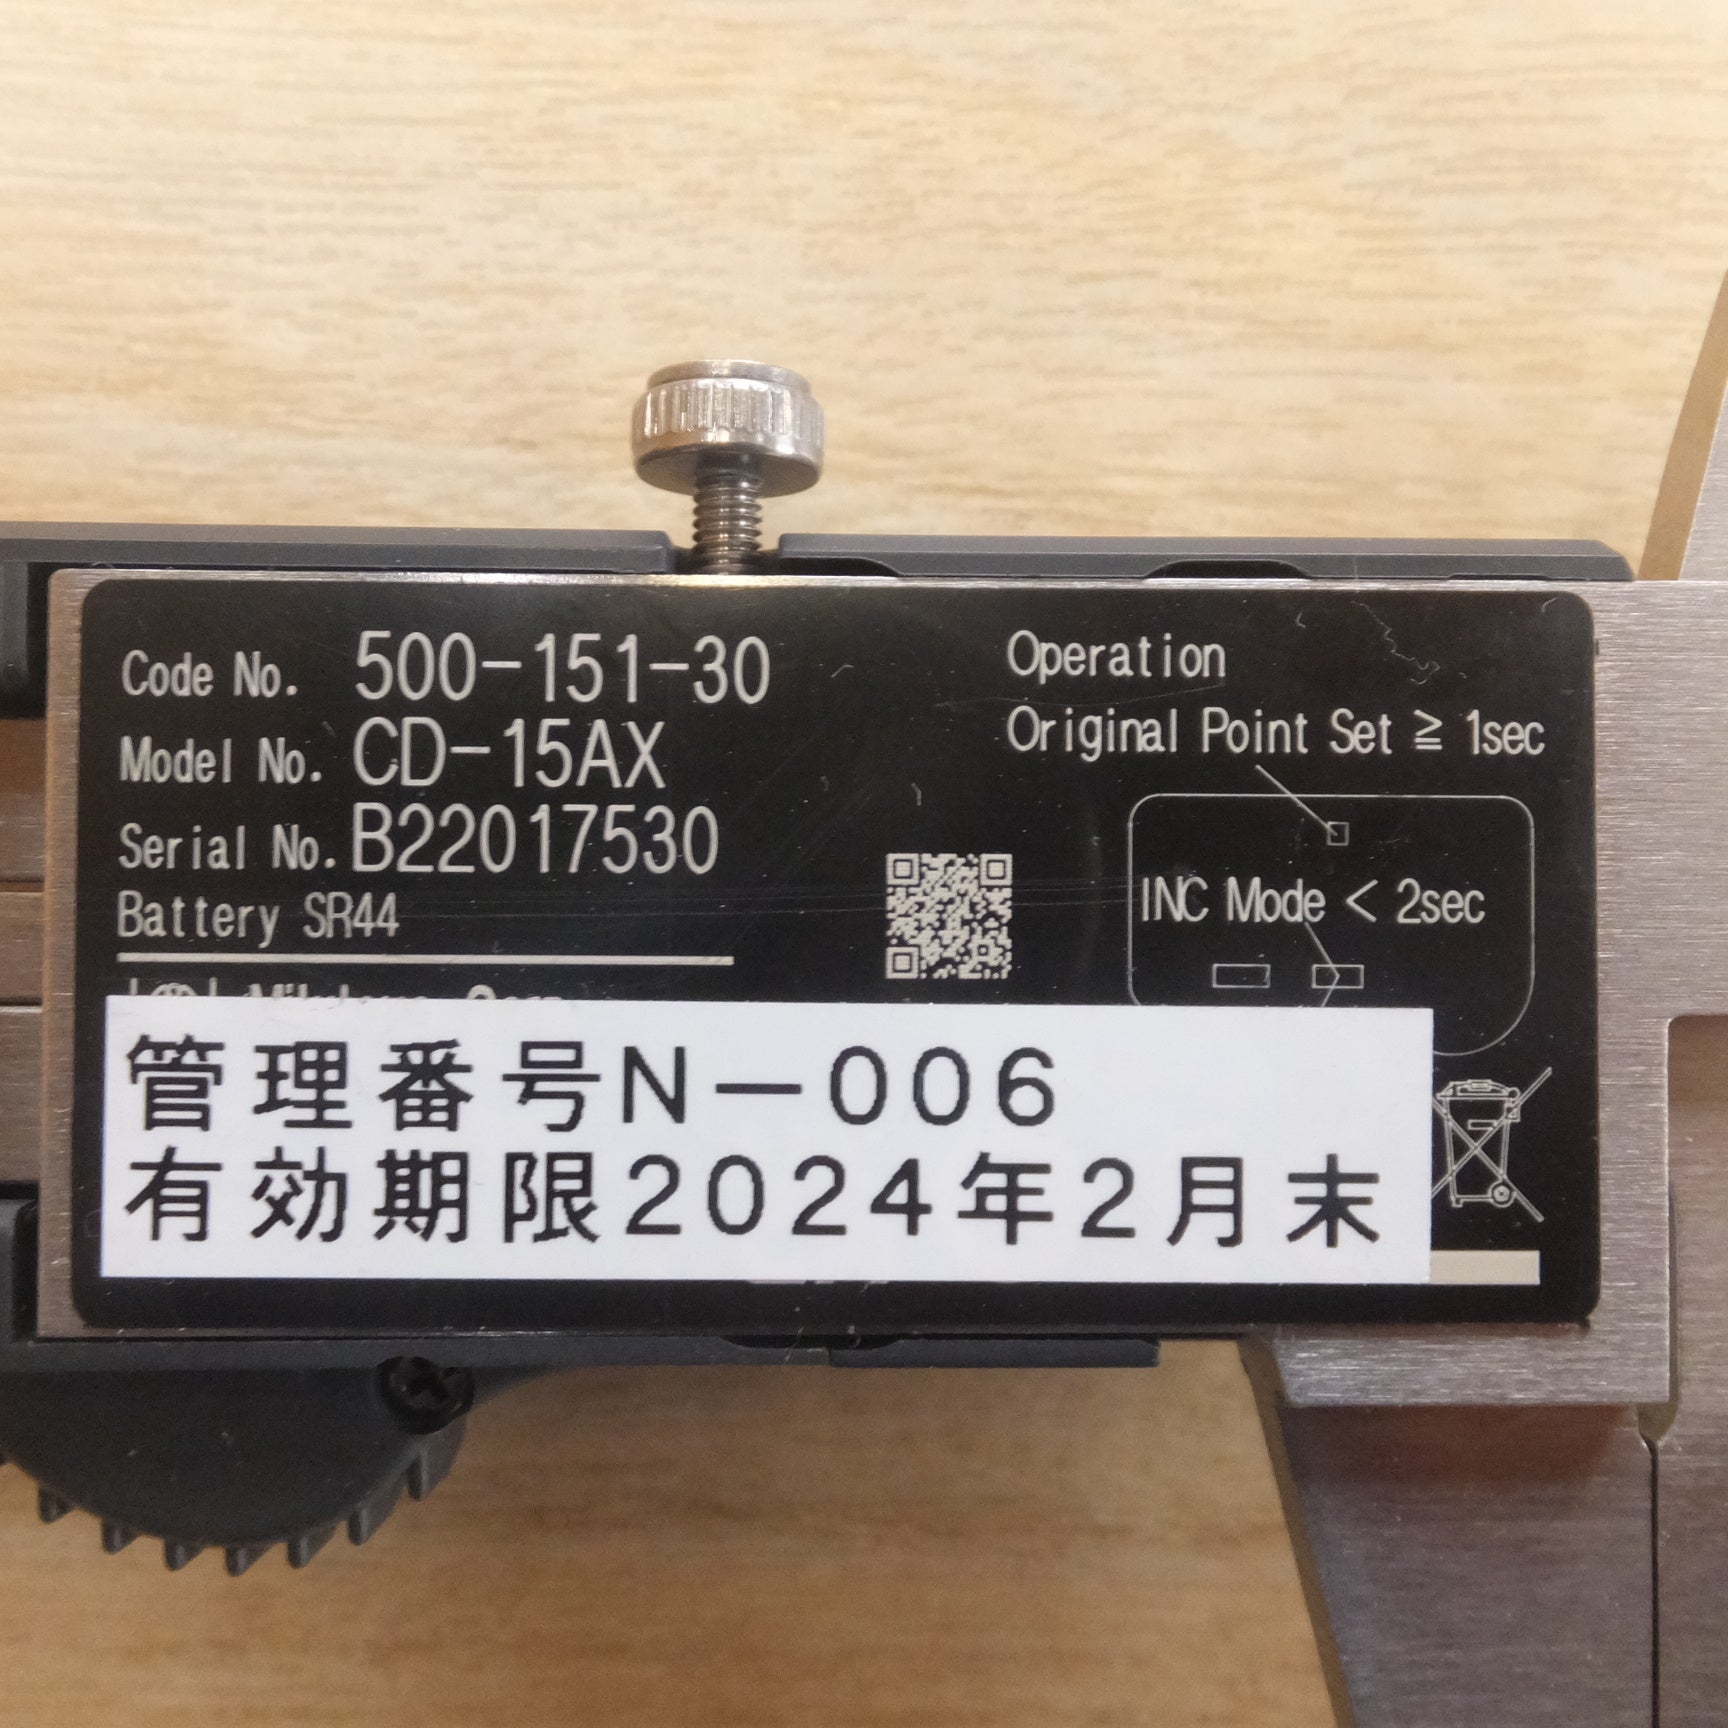 Code No. 500-151-30
Model No. CD-15AX
Serial No. B22017530
Battery SR44
Operation
Original Point Set ≧ 1sec
INC Mode < 2sec
管理番号N-006
有効期限2024年2月末